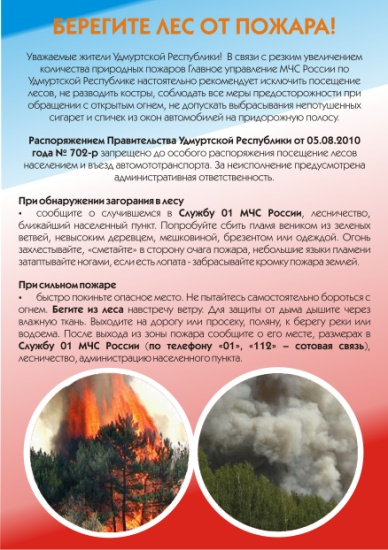 БЕРЕГИТЕ ЛЕС ОТ ПОЖАРА!
Уважаемые жители Удмуртской Республики! В связи с резким увеличением
количества природных пожаров Главное управление МЧС России по
Удмуртской Республике настоятельно рекомендует исключить посещение
лесов, не разводить костры, соблюдать все меры предосторожности при
обращении с открытым огнем, не допускать выбрасывания непотушенных
сигарет и спичек из окон автомобилей на придорожную полосу.
Распоряжением Правительства Удмуртской Республики от 05.08.2010
года № 702-р запрещено до особого распоряжения посещение лесов
населением и въезд автомототранспорта. За неисполнение предусмотрена
административная ответственность.
При обнаружении загорания в лесу
• сообщите о случившемся в Службу 01 МЧС России, лесничество,
ближайший населенный пункт. Попробуйте сбить пламя веником из зеленых
ветвей, невысоким деревцем, мешковиной, брезентом или одеждой. Огонь
захлестывайте, «сметайте» в сторону очага пожара, небольшие языки пламени
затаптывайте ногами, если есть лопата - забрасывайте кромку пожара землей.
При сильном пожаре
• быстро покиньте опасное место. Не пытайтесь самостоятельно бороться с
огнем. Бегите из леса навстречу ветру. Для защиты от дыма дышите через
влажную ткань. Выходите на дорогу или просеку, поляну, к берегу реки или
водоема. После выхода из зоны пожара сообщите о его месте, размерах в
Службу 01 МЧС России (по телефону «01», «112» – сотовая связь),
лесничество, администрацию населенного пункта.